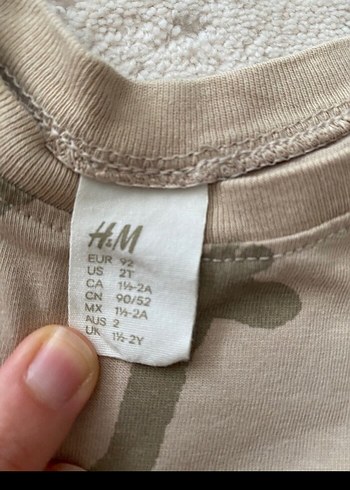 H&M
EUR 92
US 2T
CA 1½-2A
CN 90/52
MX 1½-2A
AUS 2
UK 1½-2Y